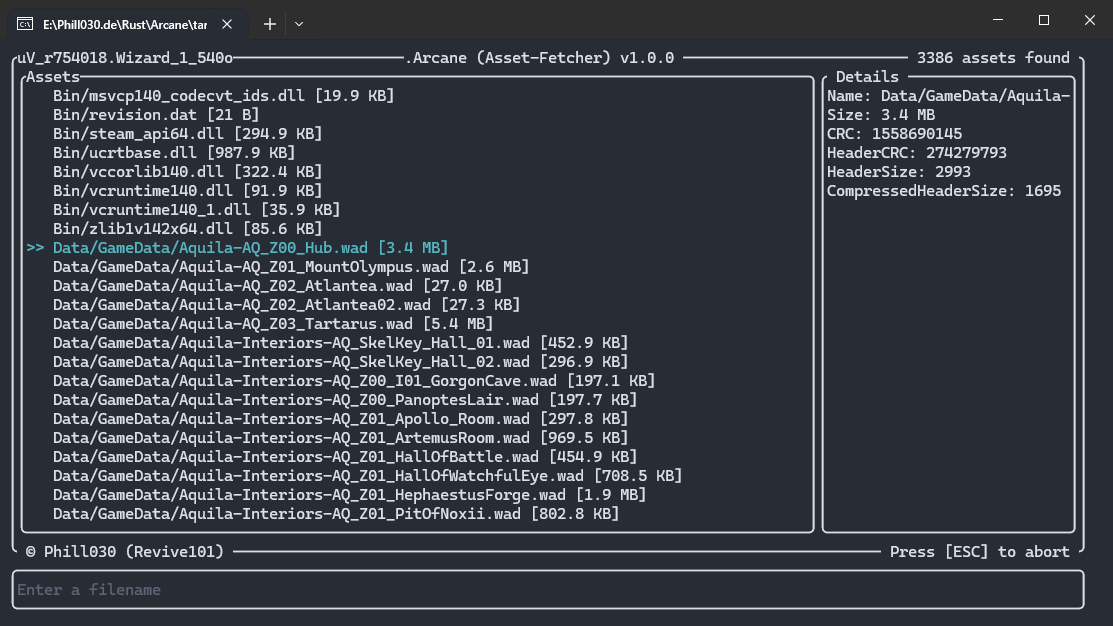 E:\Phill030.de\Rust\Arcane\tar
uV_r754018.Wizard_1_540o .Arcane (Asset-Fetcher) v1.0.0 3386 assets found
Assets
Bin/msvcp140_codecvt_ids.dll [19.9 KB]
Bin/revision.dat [21 B]
Bin/steam_api64.dll [294.9 KB]
Bin/ucrtbase.dll [987.9 KB]
Bin/vccorlib140.dll [322.4 KB]
Bin/vcruntime140.dll [91.9 KB]
Bin/vcruntime140_1.dll [35.9 KB]
Bin/zlib1v142x64.dll [85.6 KB]
>> Data/GameData/Aquila-AQ_Z00_Hub.wad [3.4 MB]
Data/GameData/Aquila-AQ_Z01_MountOlympus.wad [2.6 MB]
Data/GameData/Aquila-AQ_Z02_Atlantea.wad [27.0 KB]
Data/GameData/Aquila-AQ_Z02_Atlantea02.wad [27.3 KB]
Data/GameData/Aquila-AQ_Z03_Tartarus.wad [5.4 MB]
Data/GameData/Aquila-Interiors-AQ_SkelKey_Hall_01.wad [452.9 KB]
Data/GameData/Aquila-Interiors-AQ_SkelKey_Hall_02.wad [296.9 KB]
Data/GameData/Aquila-Interiors-AQ_Z00_I01_GorgonCave.wad [197.1 KB]
Data/GameData/Aquila-Interiors-AQ_Z00_PanoptesLair.wad [197.7 KB]
Data/GameData/Aquila-Interiors-AQ_Z01_Apollo_Room.wad [297.8 KB]
Data/GameData/Aquila-Interiors-AQ_Z01_ArtemusRoom.wad [969.5 KB]
Data/GameData/Aquila-Interiors-AQ_Z01_HallOfBattle.wad [454.9 KB]
Data/GameData/Aquila-Interiors-AQ_Z01_HallOfWatchfulEye.wad [708.5 KB]
Data/GameData/Aquila-Interiors-AQ_Z01_HephaestusForge.wad [1.9 MB]
Data/GameData/Aquila-Interiors-AQ_Z01_PitOfNoxii.wad [802.8 KB]
Details
Name: Data/GameData/Aquila-
Size: 3.4 MB
CRC: 1558690145
HeaderCRC: 274279793
HeaderSize: 2993
CompressedHeaderSize: 1695
© Phill030 (Revive101) Press [ESC] to abort
Enter a filename